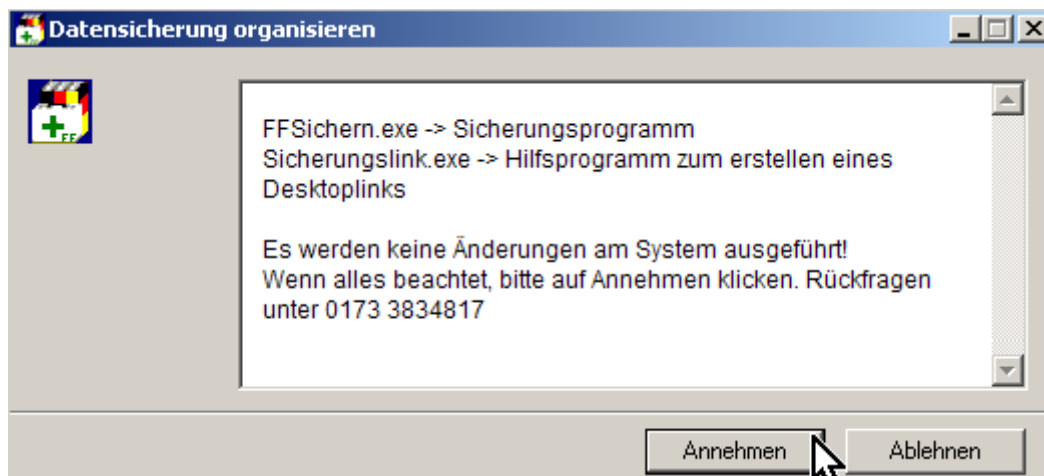 Datensicherung organisieren
FF
FFSichern.exe -> Sicherungsprogramm
Sicherungslink.exe -> Hilfsprogramm zum erstellen eines
Desktoplinks
Es werden keine Änderungen am System ausgeführt!
Wenn alles beachtet, bitte auf Annehmen klicken. Rückfragen
unter 0173 3834817
Annehmen
Ablehnen